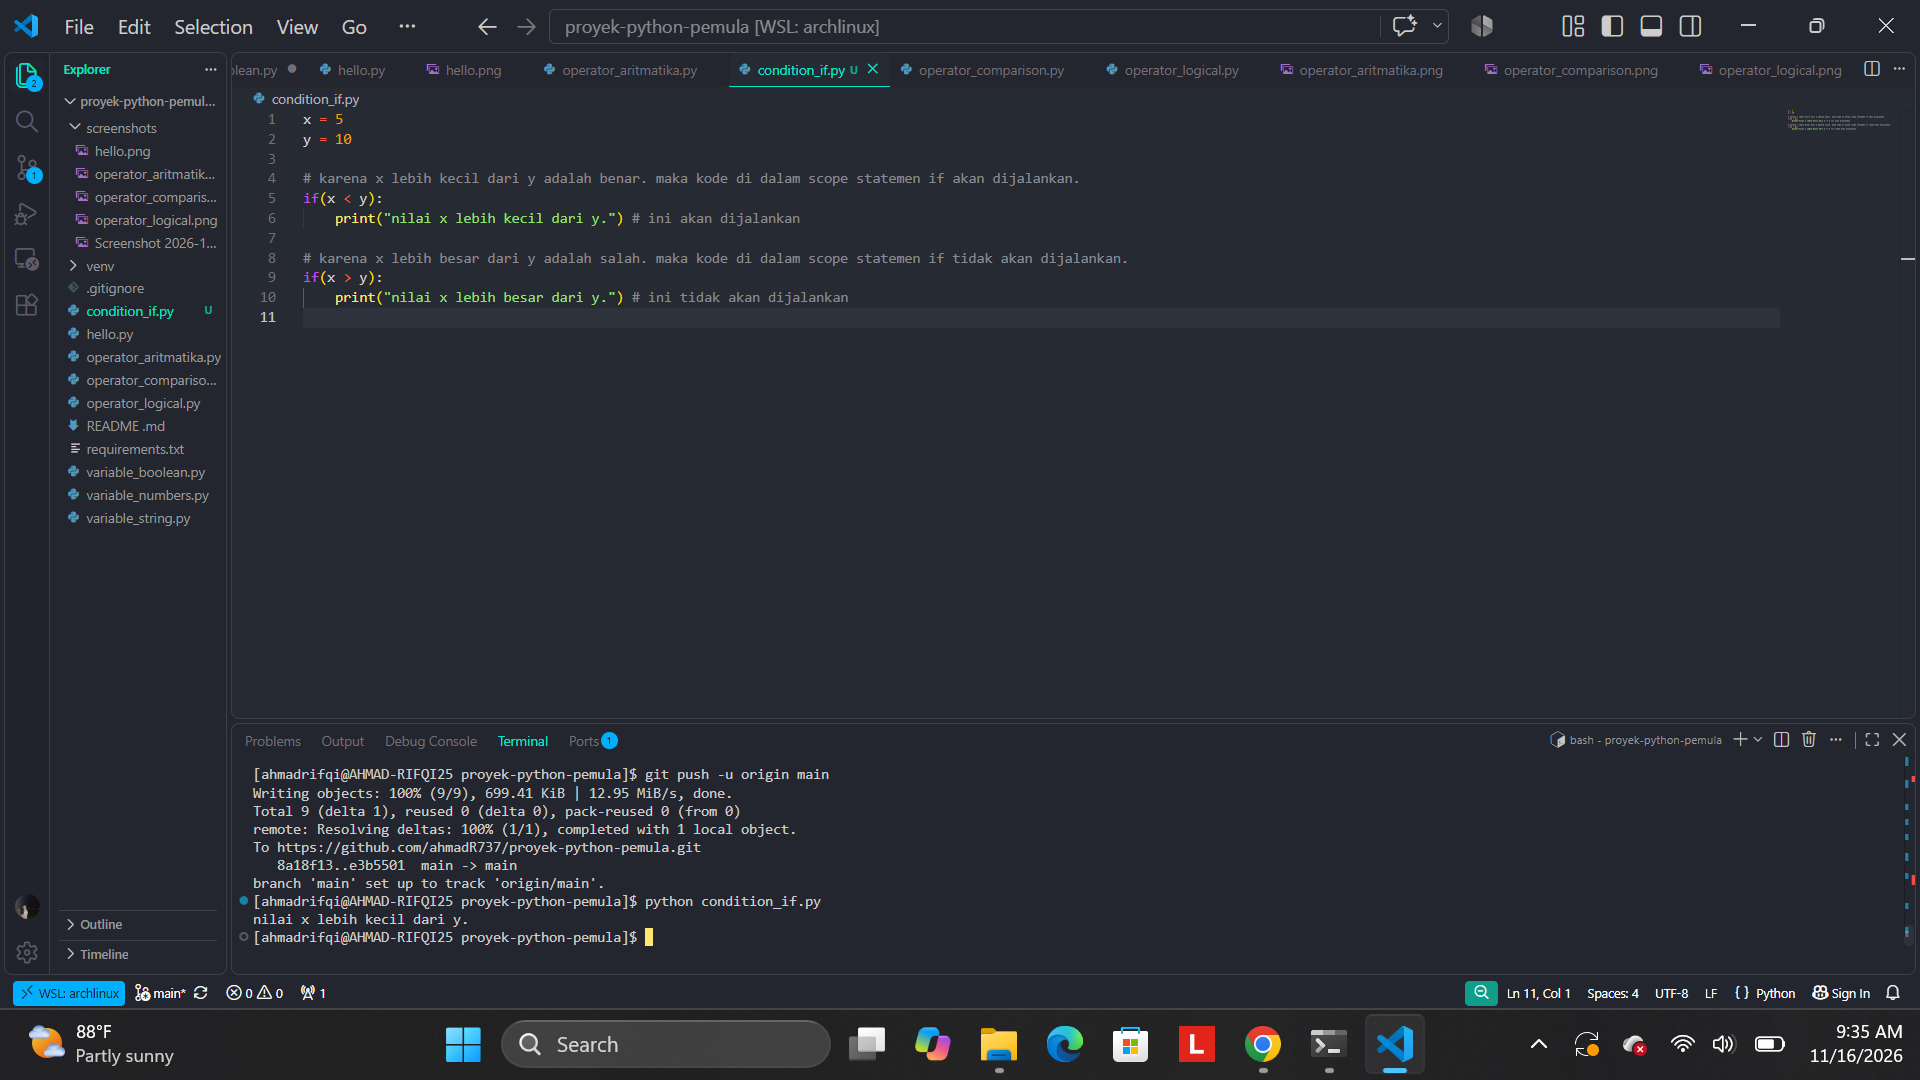 File Edit Selection View Go ··· proyek-python-pemula [WSL: archlinux]
Explorer
2
proyek-python-pemul...
screenshots
hello.png
operator_aritmatik...
operator_comparis...
operator_logical.png
Screenshot 2026-1...
venv
.gitignore
condition_if.py U
hello.py
operator_aritmatika.py
operator_compariso...
operator_logical.py
README .md
requirements.txt
variable_boolean.py
variable_numbers.py
variable_string.py
1
Outline
Timeline
olean.py hello.py hello.png operator_aritmatika.py condition_if.py U operator_comparison.py operator_logical.py operator_aritmatika.png operator_comparison.png operator_logical.png
condition_if.py
1 x = 5
2 y = 10
3
4 # karena x lebih kecil dari y adalah benar. maka kode di dalam scope statemen if akan dijalankan.
5 if(x < y):
6 print("nilai x lebih kecil dari y.") # ini akan dijalankan
7
8 # karena x lebih besar dari y adalah salah. maka kode di dalam scope statemen if tidak akan dijalankan.
9 if(x > y):
10 print("nilai x lebih besar dari y.") # ini tidak akan dijalankan
11
Problems Output Debug Console Terminal Ports 1 bash - proyek-python-pemula
[ahmadrifqi@AHMAD-RIFQI25 proyek-python-pemula]$ git push -u origin main
Writing objects: 100% (9/9), 699.41 KiB | 12.95 MiB/s, done.
Total 9 (delta 1), reused 0 (delta 0), pack-reused 0 (from 0)
remote: Resolving deltas: 100% (1/1), completed with 1 local object.
To https://github.com/ahmadR737/proyek-python-pemula.git
8a18f13..e3b5501 main -> main
branch 'main' set up to track 'origin/main'.
[ahmadrifqi@AHMAD-RIFQI25 proyek-python-pemula]$ python condition_if.py
nilai x lebih kecil dari y.
[ahmadrifqi@AHMAD-RIFQI25 proyek-python-pemula]$
WSL: archlinux main* 0 0 1 Ln 11, Col 1 Spaces: 4 UTF-8 LF { } Python Sign In
88°F
Partly sunny
Search
L
9:35 AM
11/16/2026